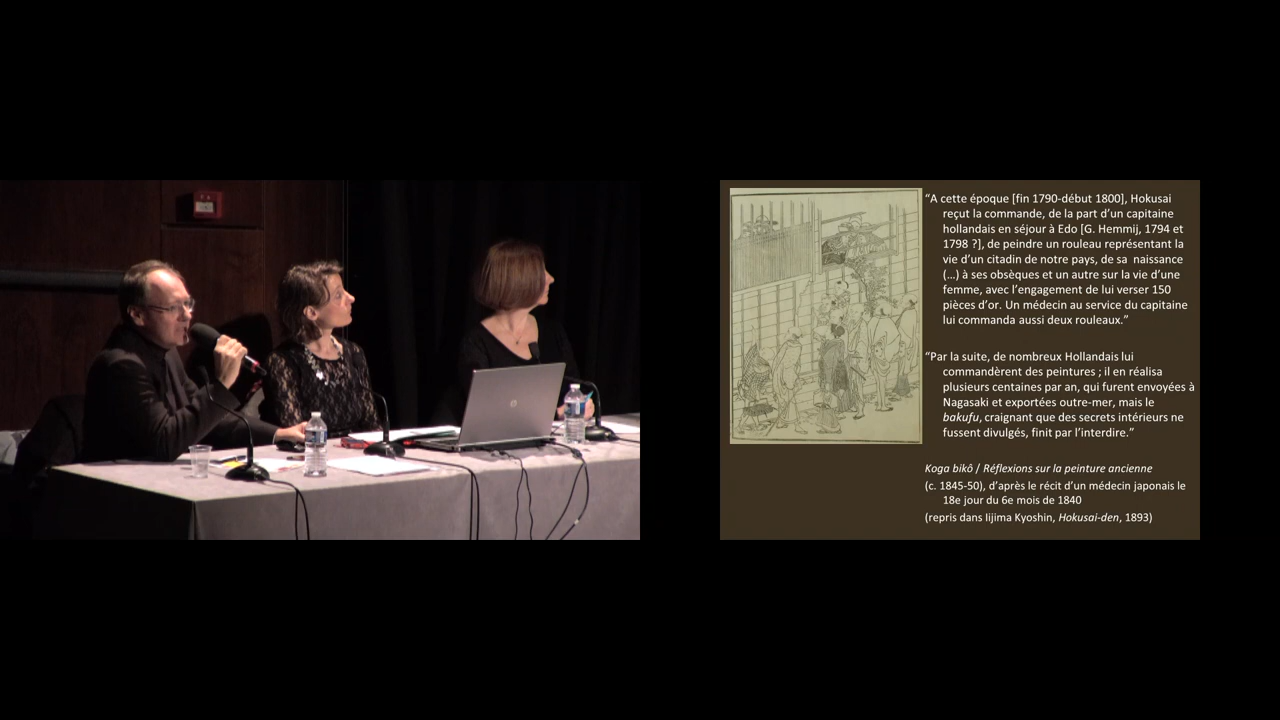 “A cette époque [fin 1790-début 1800], Hokusai
reçut la commande, de la part d’un capitaine
hollandais en séjour à Edo [G. Hemmij, 1794 et
1798 ?], de peindre un rouleau représentant la
vie d’un citadin de notre pays, de sa  naissance
(…) à ses obsèques et un autre sur la vie d’une
femme, avec l’engagement de lui verser 150
pièces d’or. Un médecin au service du capitaine
lui commanda aussi deux rouleaux.”
“Par la suite, de nombreux Hollandais lui
commandèrent des peintures ; il en réalisa
plusieurs centaines par an, qui furent envoyées à
Nagasaki et exportées outre-mer, mais le
bakufu, craignant que des secrets intérieurs ne
fussent divulgués, finit par l’interdire.”
Koga bikô / Réflexions sur la peinture ancienne
(c. 1845-50), d’après le récit d’un médecin japonais le
18e jour du 6e mois de 1840
(repris dans Iijima Kyoshin, Hokusai-den, 1893)